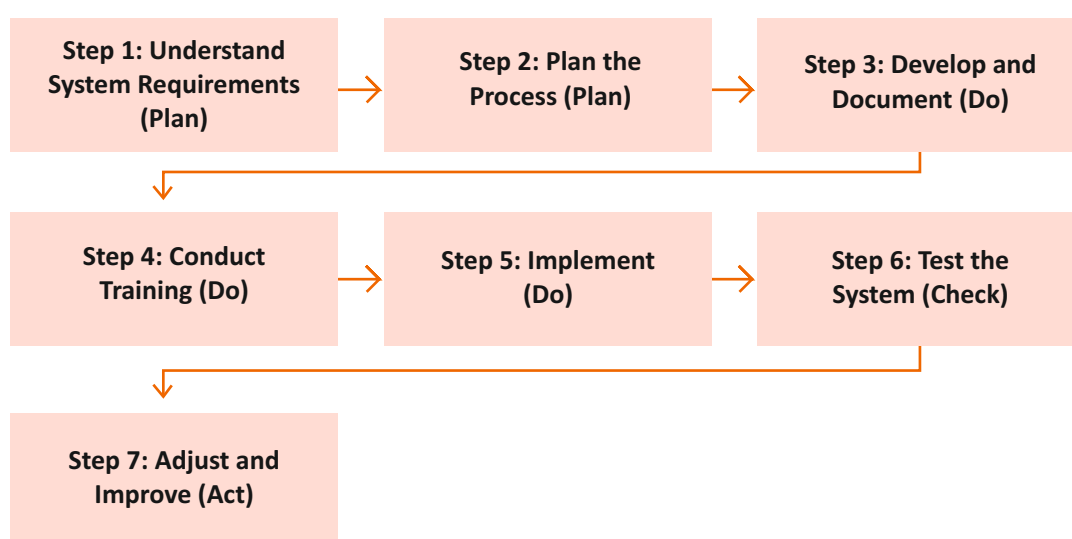 Step 1: Understand
System Requirements
(Plan)
Step 2: Plan the
Process (Plan)
Step 3: Develop and
Document (Do)
Step 4: Conduct
Training (Do)
Step 5: Implement
(Do)
Step 6: Test the
System (Check)
Step 7: Adjust and
Improve (Act)